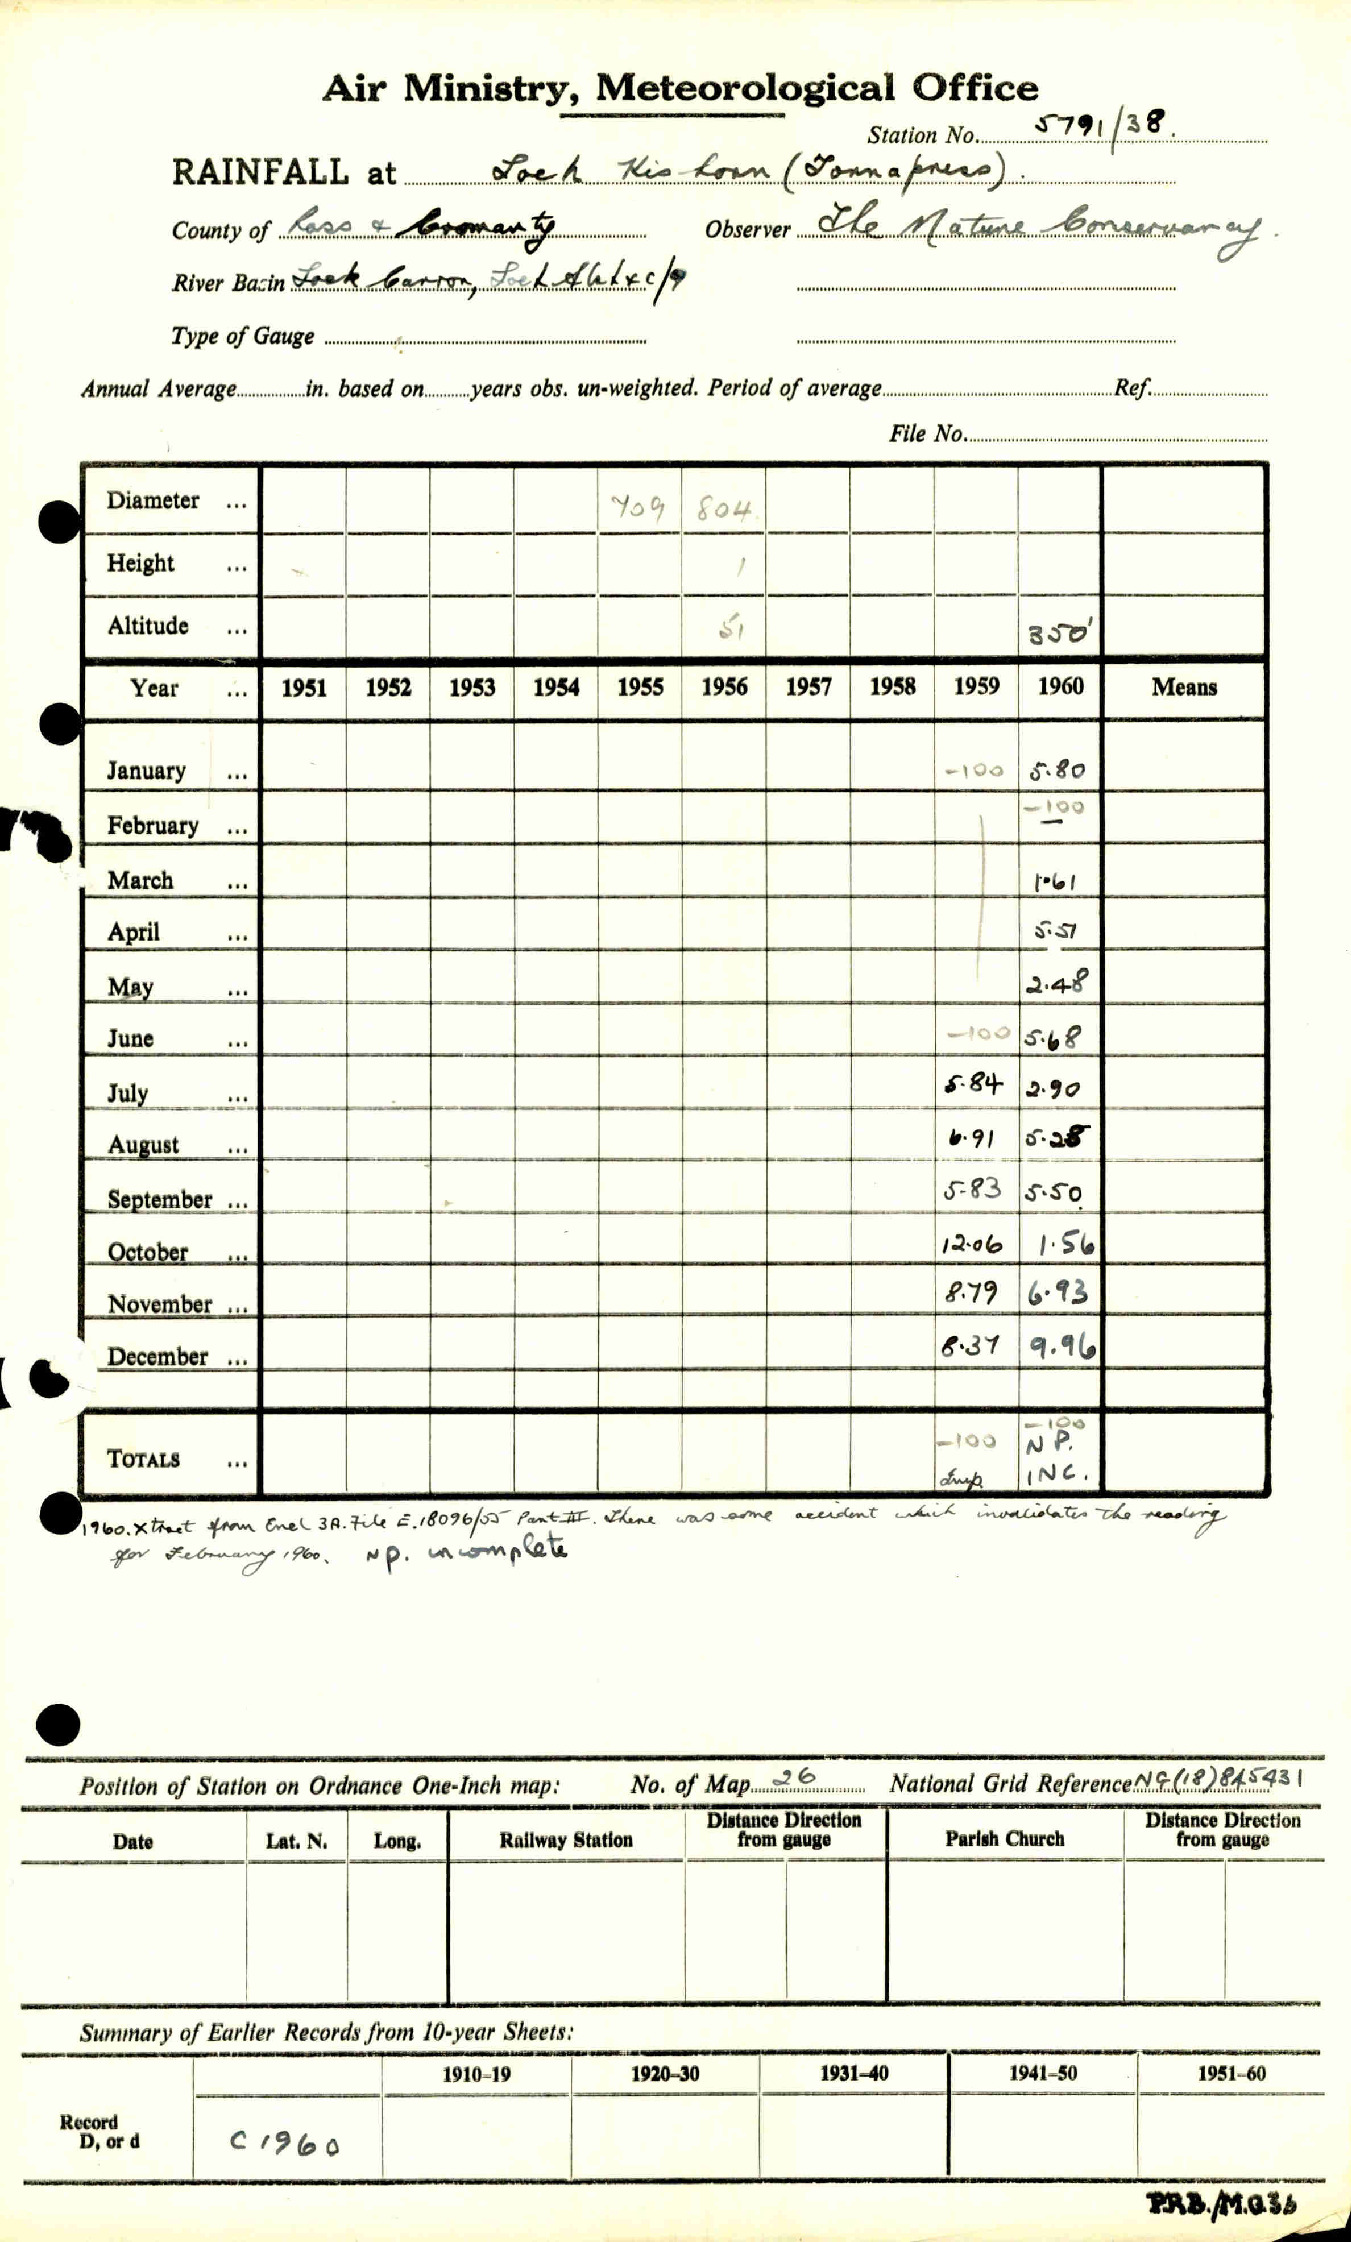 Air Ministry, Meteorological Office
Station No. 5791/38.
RAINFALL at Loch Kishorn (Tornapress).
County of Ross & Cromarty Observer The Nature Conservancy.
River Basin Loch Carron, Loch &c/9
Type of Gauge
Annual Average in. based on years obs. un-weighted. Period of average Ref.
File No.
Diameter ... 709 804
Height ... 1
Altitude ... 51 350'
Year ... 1951 1952 1953 1954 1955 1956 1957 1958 1959 1960 Means
January ... -100 5.80
February ... -100
March ... 1.61
April ... 5.51
May ... 2.48
June ... -100 5.68
July ... 5.84 2.90
August ... 6.91 5.28
September ... 5.83 5.50
October ... 12.06 1.56
November ... 8.79 6.93
December ... 8.37 9.96
TOTALS ... -100 -100
N P.
INC.
1960. Xtract from Encl 3A. File E.18096/55 Part III. There was some accident which invalidates the reading
for February 1960. NP. incomplete
Position of Station on Ordnance One-Inch map: No. of Map 26 National Grid Reference NG(18)845431
Date Lat. N. Long. Railway Station Distance Direction from gauge Parish Church Distance Direction from gauge
Summary of Earlier Records from 10-year Sheets:
1910-19 1920-30 1931-40 1941-50 1951-60
Record
D, or d C 1960
P.R.B./M.O.36